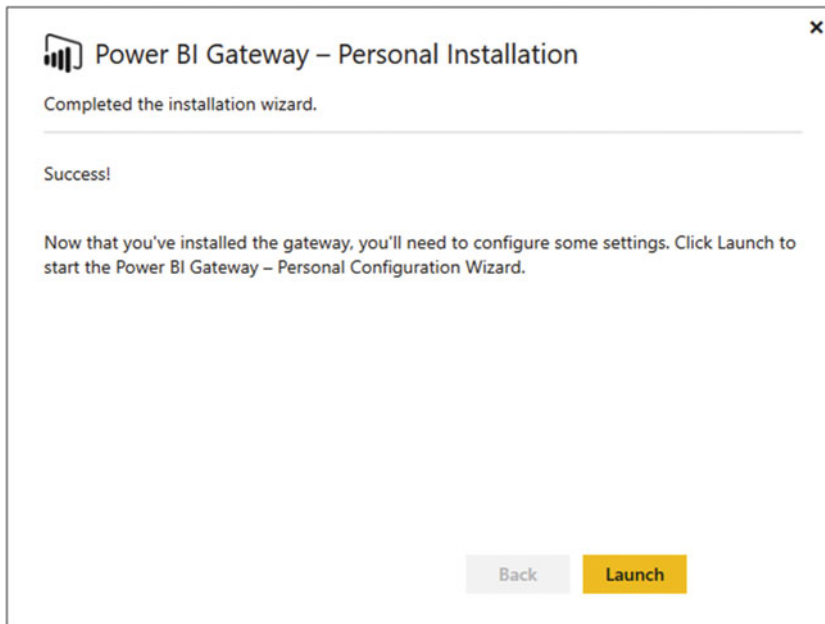 Power BI Gateway – Personal Installation
Completed the installation wizard.
Success!
Now that you've installed the gateway, you'll need to configure some settings. Click Launch to
start the Power BI Gateway – Personal Configuration Wizard.
Back
Launch